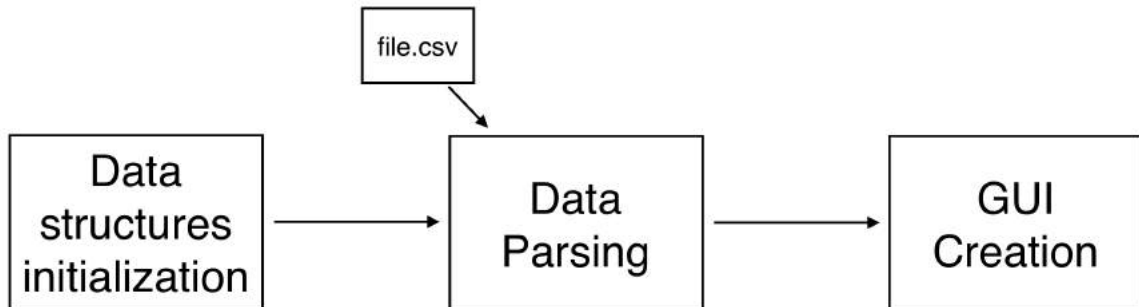 file.csv
Data
structures
initialization
Data
Parsing
GUI
Creation